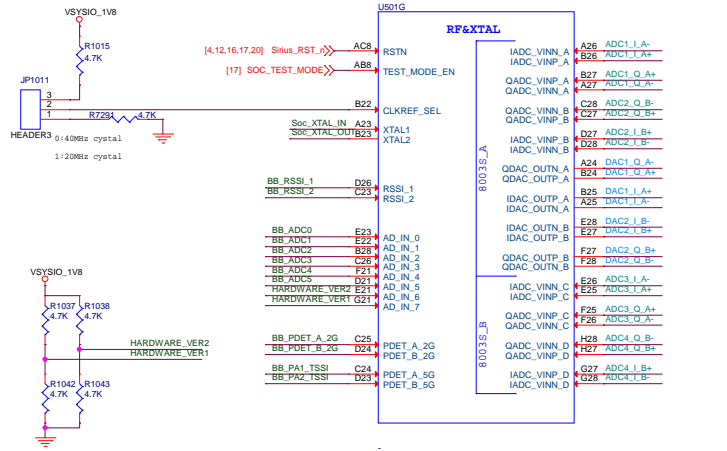 VSYSIO_1V8
R1015
4.7K
JP1011
3
2
1
HEADER3
R7291 4.7K
0:40MHz cystal
1:20MHz cystal
U501G
RF&XTAL
[4,12,16,17,20] Sirius_RST_n AC8 RSTN
[17] SOC_TEST_MODE AB8 TEST_MODE_EN
B22 CLKREF_SEL
Soc_XTAL_IN A23 XTAL1
Soc_XTAL_OUT B23 XTAL2
BB_RSSI_1 D26 RSSI_1
BB_RSSI_2 C23 RSSI_2
BB_ADC0 E23 AD_IN_0
BB_ADC1 E22 AD_IN_1
BB_ADC2 B28 AD_IN_2
BB_ADC3 C26 AD_IN_3
BB_ADC4 F21 AD_IN_4
BB_ADC5 D21 AD_IN_5
HARDWARE_VER2 E21 AD_IN_6
HARDWARE_VER1 G21 AD_IN_7
BB_PDET_A_2G C25 PDET_A_2G
BB_PDET_B_2G D24 PDET_B_2G
BB_PA1_TSSI C24 PDET_A_5G
BB_PA2_TSSI D23 PDET_B_5G
8003S_A
8003S_B
IADC_VINN_A A26 ADC1_I_A-
IADC_VINP_A B26 ADC1_I_A+
QADC_VINP_A B27 ADC1_Q_A+
QADC_VINN_A A27 ADC1_Q_A-
QADC_VINN_B C28 ADC2_Q_B-
QADC_VINP_B C27 ADC2_Q_B+
IADC_VINP_B D27 ADC2_I_B+
IADC_VINN_B D28 ADC2_I_B-
QDAC_OUTN_A A24 DAC1_Q_A-
QDAC_OUTP_A B24 DAC1_Q_A+
IDAC_OUTP_A B25 DAC1_I_A+
IDAC_OUTN_A A25 DAC1_I_A-
IDAC_OUTN_B E28 DAC2_I_B-
IDAC_OUTP_B E27 DAC2_I_B+
QDAC_OUTP_B F27 DAC2_Q_B+
QDAC_OUTN_B F28 DAC2_Q_B-
IADC_VINN_C E26 ADC3_I_A-
IADC_VINP_C E25 ADC3_I_A+
QADC_VINP_C F25 ADC3_Q_A+
QADC_VINN_C F26 ADC3_Q_A-
QADC_VINN_D H28 ADC4_Q_B-
QADC_VINP_D H27 ADC4_Q_B+
IADC_VINP_D G27 ADC4_I_B+
IADC_VINN_D G28 ADC4_I_B-
VSYSIO_1V8
R1037 R1038
4.7K 4.7K
HARDWARE_VER2
HARDWARE_VER1
R1042 R1043
4.7K 4.7K